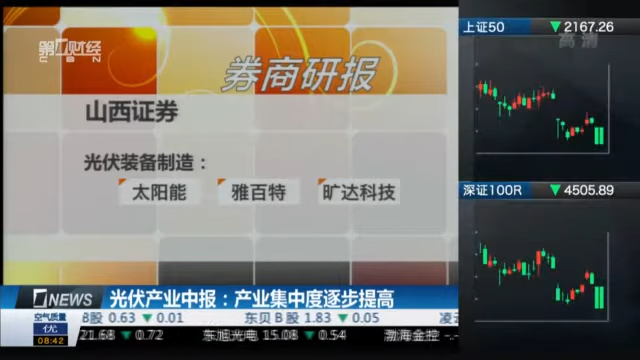 第一财经
CBN
券商研报
山西证券
光伏装备制造：
太阳能 雅百特 旷达科技
上证50 ▼2167.26
高清
深证100R ▼4505.89
NEWS 光伏产业中报：产业集中度逐步提高
空气质量
优
08:42
B股 0.63 ▼0.01 东贝B股 1.83 ▼0.05
21.68 ▼0.72 东旭光电 15.08 ▼0.54 渤海金控 --.--